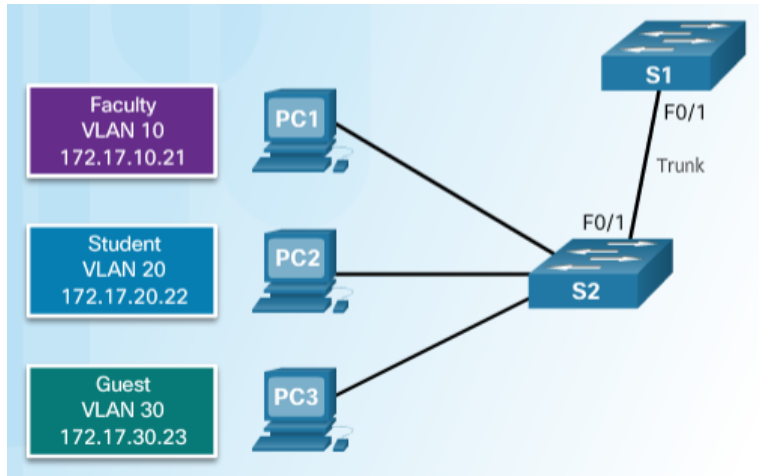 Faculty
VLAN 10
172.17.10.21
PC1
S1
F0/1
Trunk
Student
VLAN 20
172.17.20.22
PC2
F0/1
S2
Guest
VLAN 30
172.17.30.23
PC3